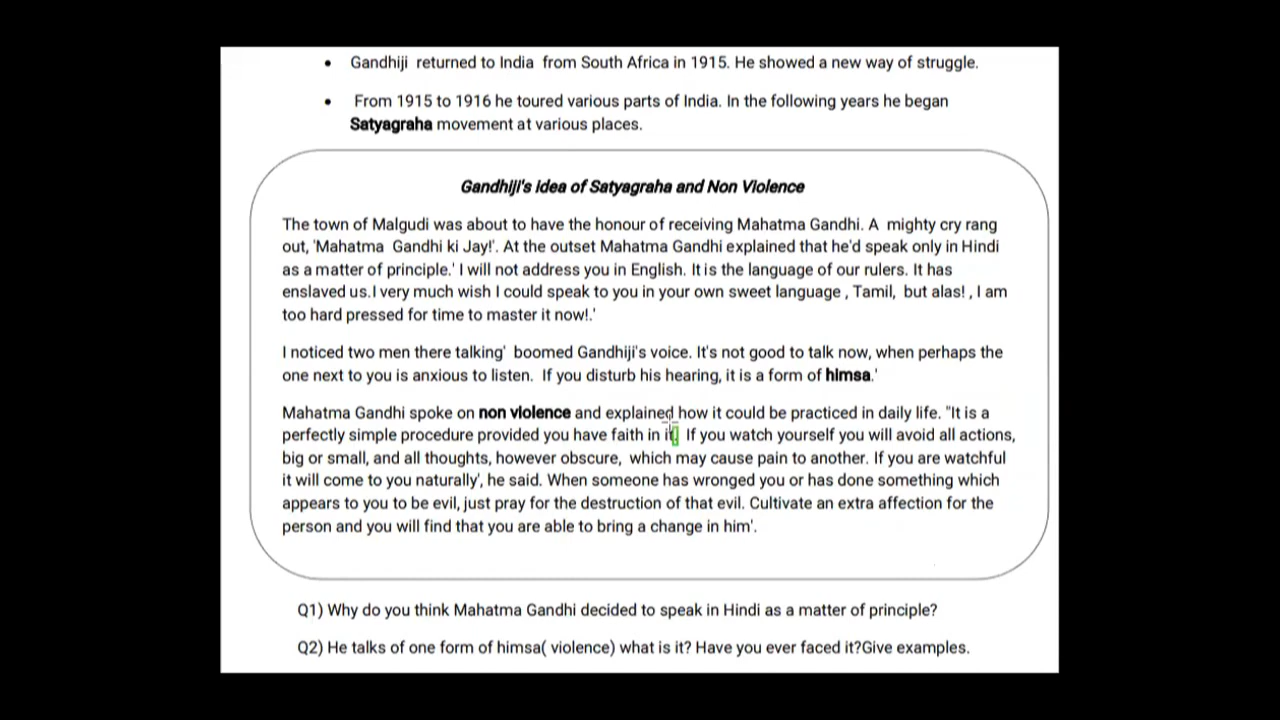 • Gandhiji returned to India from South Africa in 1915. He showed a new way of struggle.
• From 1915 to 1916 he toured various parts of India. In the following years he began
Satyagraha movement at various places.
Gandhiji's idea of Satyagraha and Non Violence
The town of Malgudi was about to have the honour of receiving Mahatma Gandhi. A mighty cry rang
out, 'Mahatma Gandhi ki Jay!'. At the outset Mahatma Gandhi explained that he'd speak only in Hindi
as a matter of principle.' I will not address you in English. It is the language of our rulers. It has
enslaved us.I very much wish I could speak to you in your own sweet language , Tamil, but alas! , I am
too hard pressed for time to master it now!.'
I noticed two men there talking' boomed Gandhiji's voice. It's not good to talk now, when perhaps the
one next to you is anxious to listen. If you disturb his hearing, it is a form of himsa.'
Mahatma Gandhi spoke on non violence and explained how it could be practiced in daily life. "It is a
perfectly simple procedure provided you have faith in it. If you watch yourself you will avoid all actions,
big or small, and all thoughts, however obscure, which may cause pain to another. If you are watchful
it will come to you naturally', he said. When someone has wronged you or has done something which
appears to you to be evil, just pray for the destruction of that evil. Cultivate an extra affection for the
person and you will find that you are able to bring a change in him'.
Q1) Why do you think Mahatma Gandhi decided to speak in Hindi as a matter of principle?
Q2) He talks of one form of himsa( violence) what is it? Have you ever faced it?Give examples.